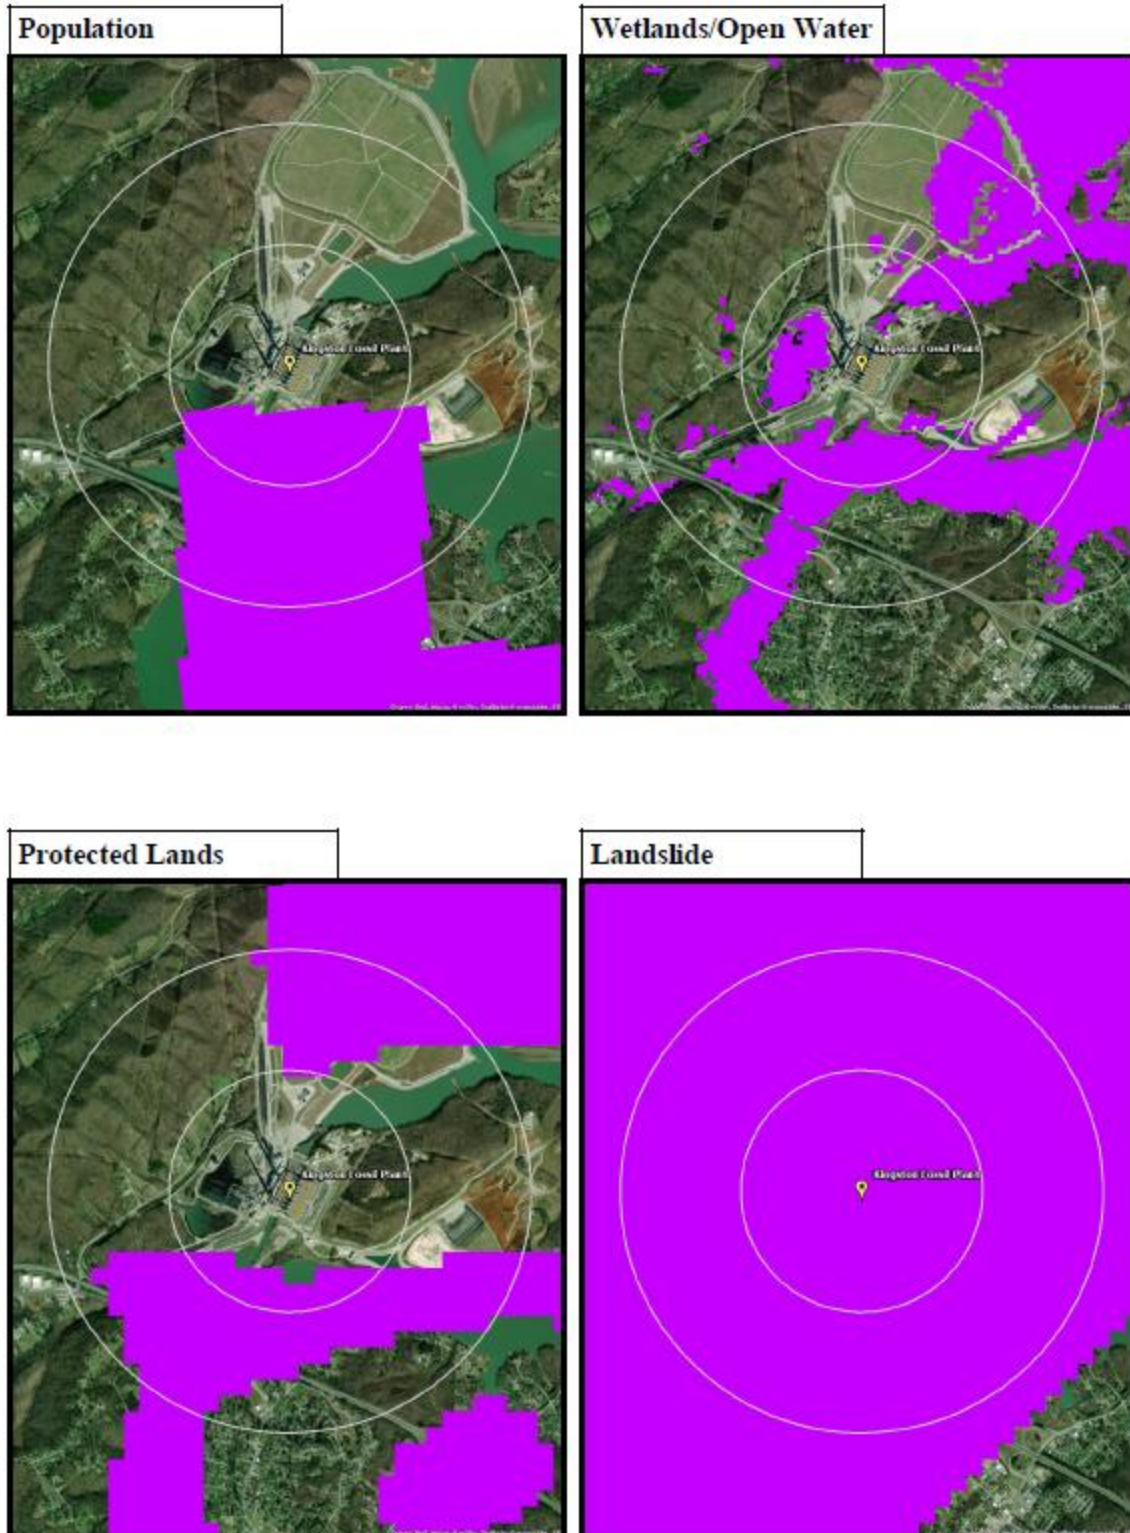 Population
Wetlands/Open Water
Kingston Fossil Plant
Kingston Fossil Plant
Protected Lands
Landslide
Kingston Fossil Plant
Kingston Fossil Plant